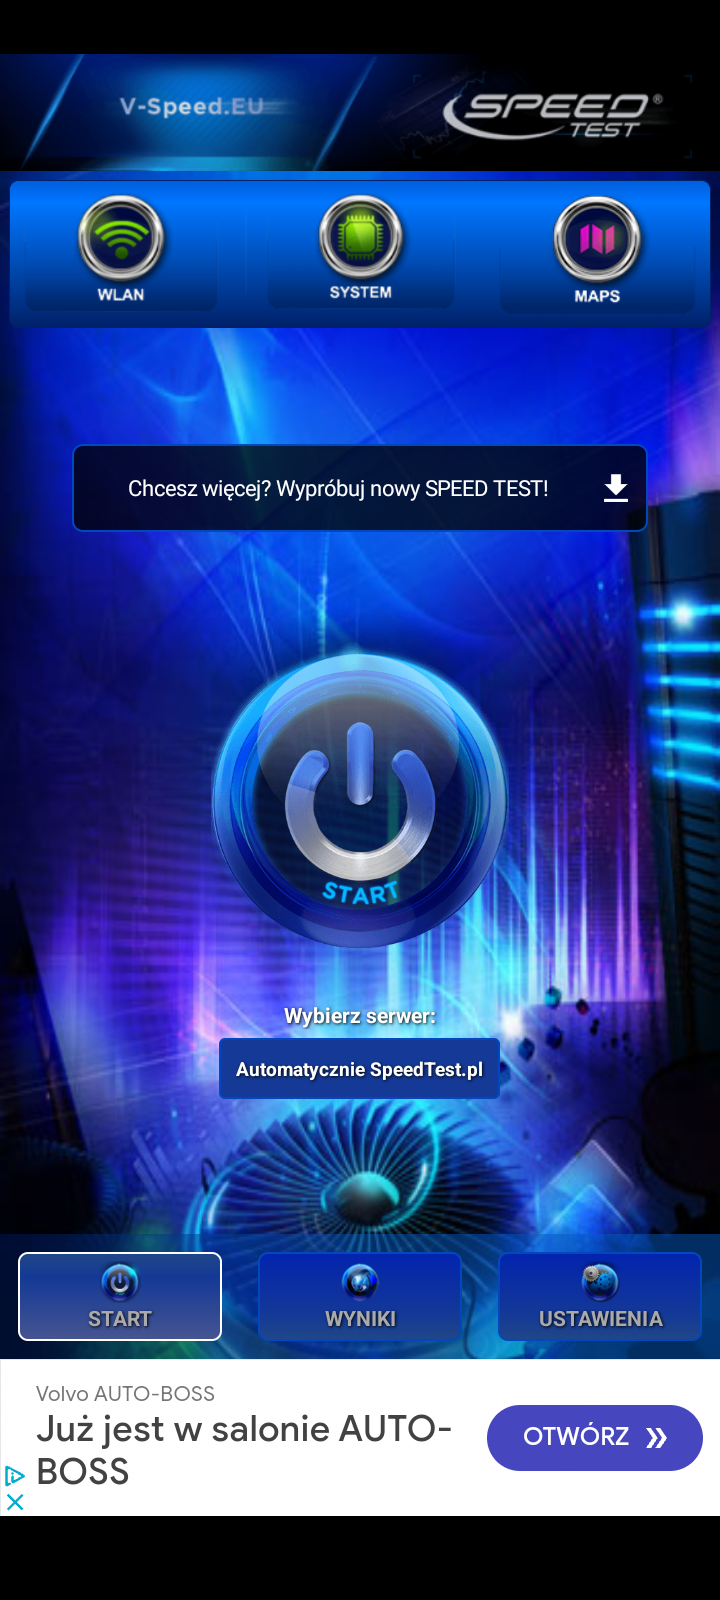 V-Speed.EU
SPEED®
TEST
WLAN
SYSTEM
MAPS
Chcesz więcej? Wypróbuj nowy SPEED TEST!
START
Wybierz serwer:
Automatycznie SpeedTest.pl
START
WYNIKI
USTAWIENIA
Volvo AUTO-BOSS
Już jest w salonie AUTO-
BOSS
OTWÓRZ